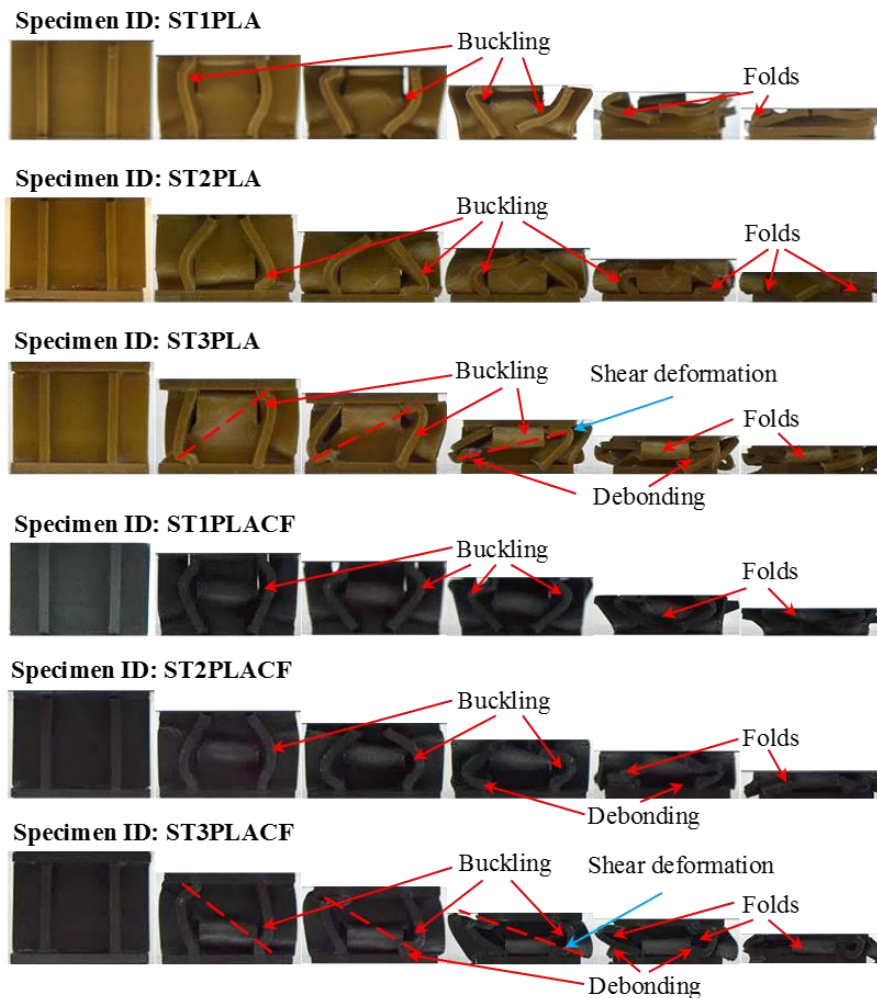 Specimen ID: ST1PLA
Buckling
Folds
Specimen ID: ST2PLA
Buckling
Folds
Specimen ID: ST3PLA
Buckling
Shear deformation
Folds
Debonding
Specimen ID: ST1PLACF
Buckling
Folds
Specimen ID: ST2PLACF
Buckling
Folds
Debonding
Specimen ID: ST3PLACF
Buckling
Shear deformation
Folds
Debonding